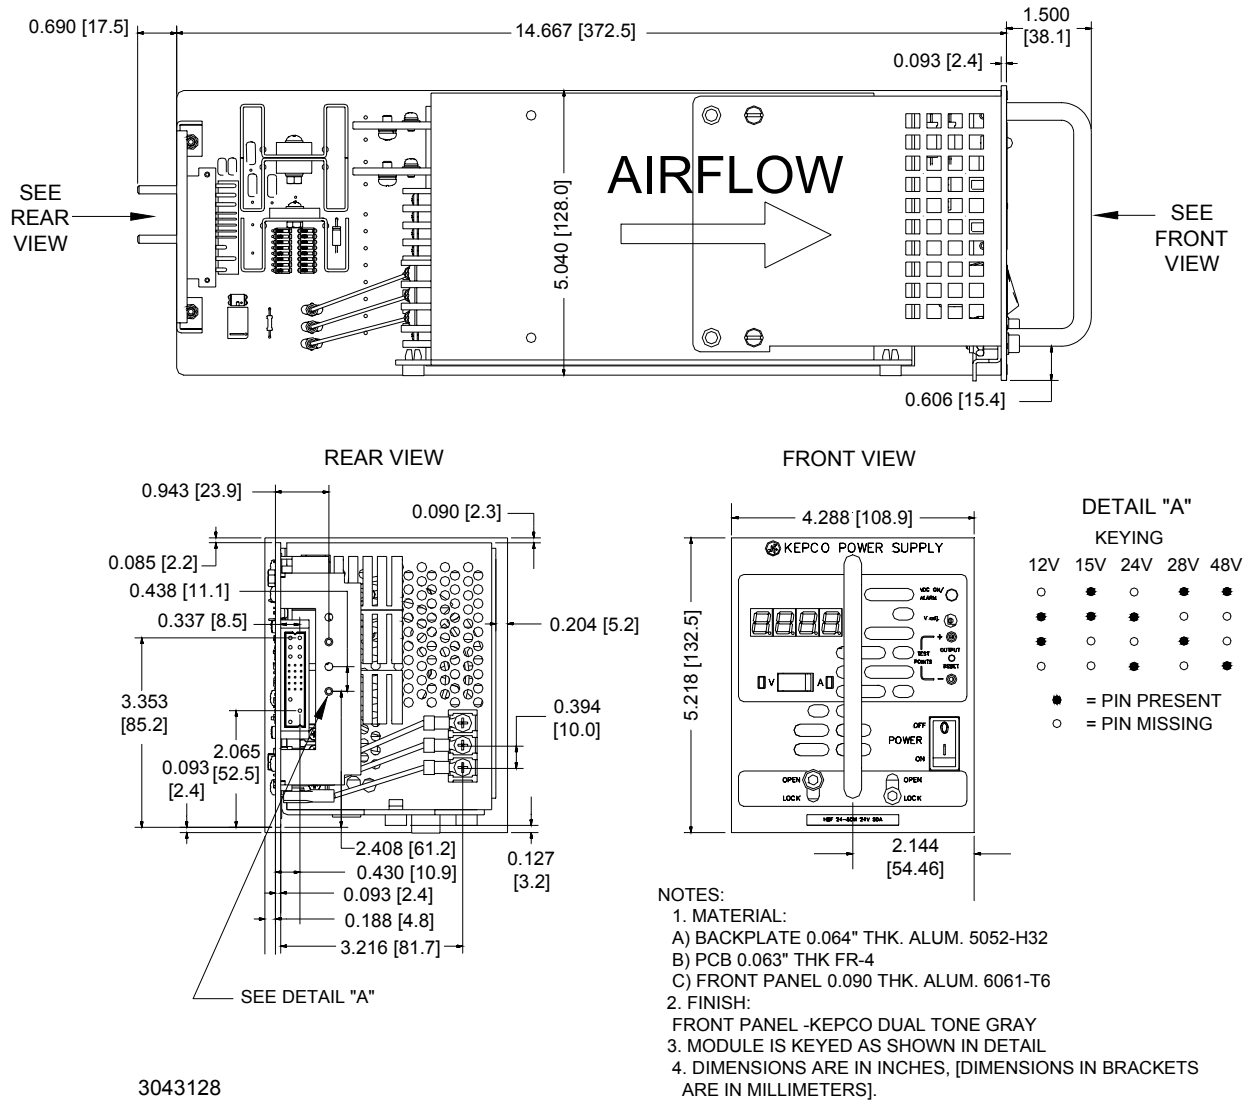 0.690 [17.5]
14.667 [372.5]
1.500
[38.1]
0.093 [2.4]
AIRFLOW
5.040 [128.0]
SEE
REAR
VIEW
SEE
FRONT
VIEW
0.606 [15.4]
REAR VIEW
0.943 [23.9]
0.090 [2.3]
0.085 [2.2]
0.438 [11.1]
0.337 [8.5]
0.204 [5.2]
3.353
[85.2]
0.394
[10.0]
2.065
[52.5]
0.093
[2.4]
2.408 [61.2]
0.127
[3.2]
0.430 [10.9]
0.093 [2.4]
0.188 [4.8]
3.216 [81.7]
SEE DETAIL "A"
FRONT VIEW
4.288 [108.9]
KEPCO POWER SUPPLY
5.218 [132.5]
VDC ON/
ALARM
V adj.
+
OUTPUT
TEST
POINTS
RESET
−
V A
OFF
POWER
ON
OPEN
LOCK
OPEN
LOCK
24V
2.144
[54.46]
DETAIL "A"
KEYING
12V 15V 24V 28V 48V
= PIN PRESENT
= PIN MISSING
NOTES:
1. MATERIAL:
A) BACKPLATE 0.064" THK. ALUM. 5052-H32
B) PCB 0.063" THK FR-4
C) FRONT PANEL 0.090 THK. ALUM. 6061-T6
2. FINISH:
FRONT PANEL -KEPCO DUAL TONE GRAY
3. MODULE IS KEYED AS SHOWN IN DETAIL
4. DIMENSIONS ARE IN INCHES, [DIMENSIONS IN BRACKETS
ARE IN MILLIMETERS].
3043128